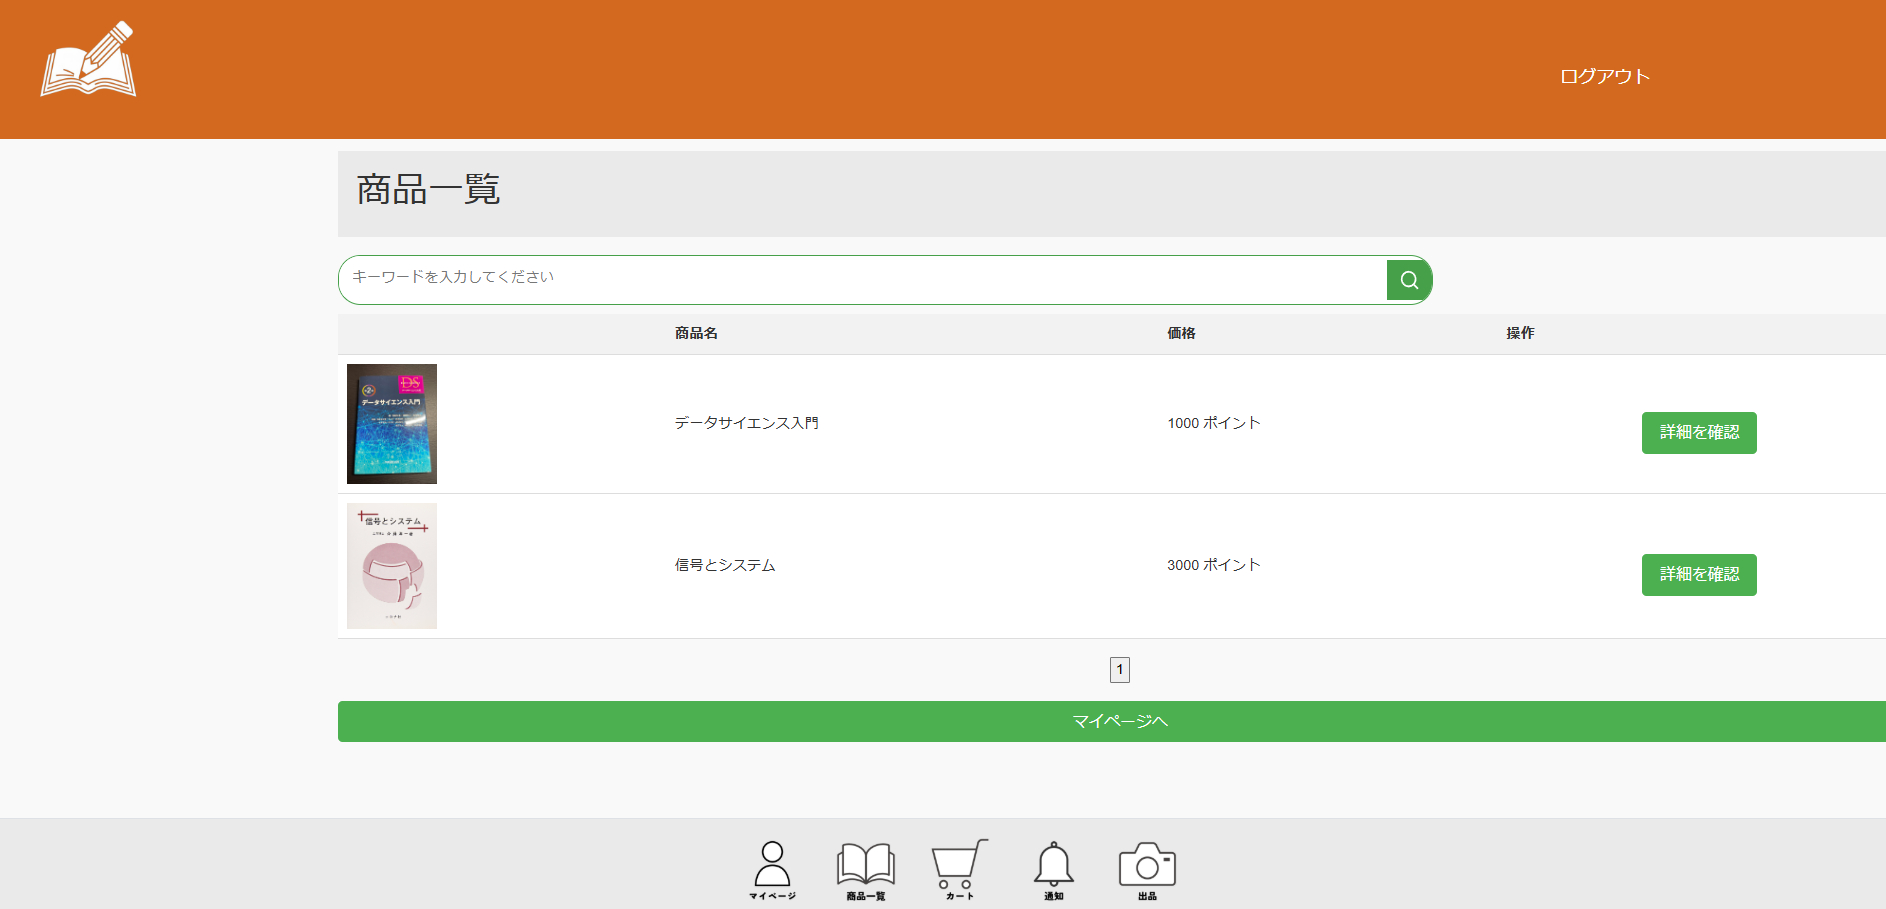 ログアウト
商品一覧
キーワードを入力してください
商品名 価格 操作
DS
データサイエンス入門
データサイエンス入門 1000 ポイント 詳細を確認
信号とシステム
信号とシステム 3000 ポイント 詳細を確認
1
マイページへ
マイページ 商品一覧 カート 通知 出品